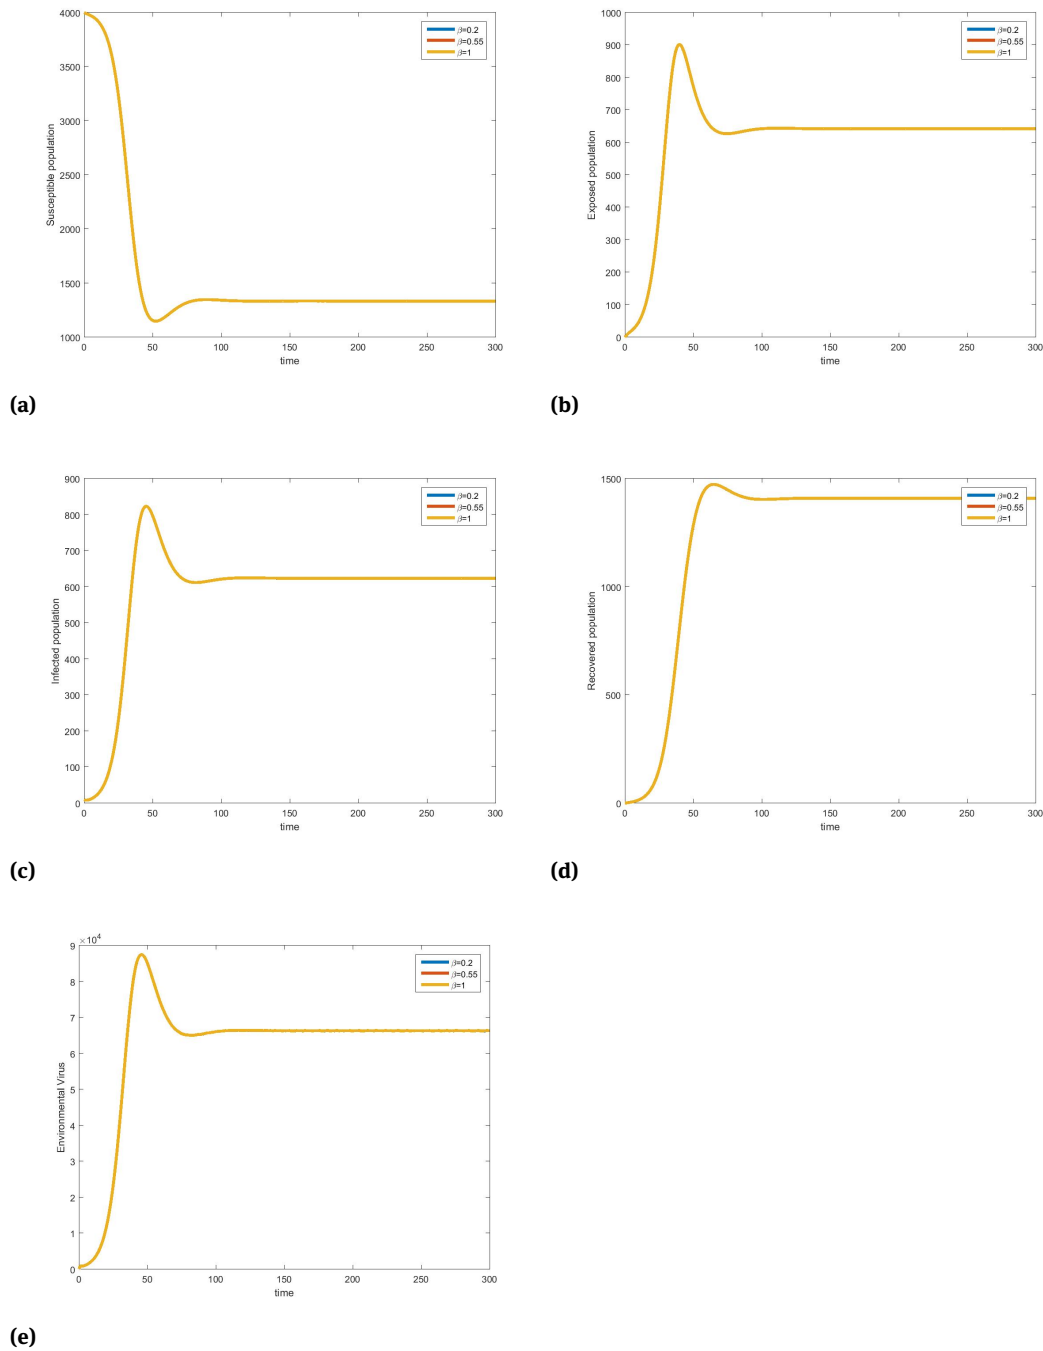 4000
3500
3000
2500
2000
1500
1000
Susceptible population
0 50 100 150 200 250 300
time
β=0.2
β=0.55
β=1
(a)
1000
900
800
700
600
500
400
300
200
100
0
Exposed population
0 50 100 150 200 250 300
time
β=0.2
β=0.55
β=1
(b)
900
800
700
600
500
400
300
200
100
0
Infected population
0 50 100 150 200 250 300
time
β=0.2
β=0.55
β=1
(c)
1500
1000
500
0
Recovered population
0 50 100 150 200 250 300
time
β=0.2
β=0.55
β=1
(d)
×10⁴
9
8
7
6
5
4
3
2
1
0
Environmental Virus
0 50 100 150 200 250 300
time
β=0.2
β=0.55
β=1
(e)